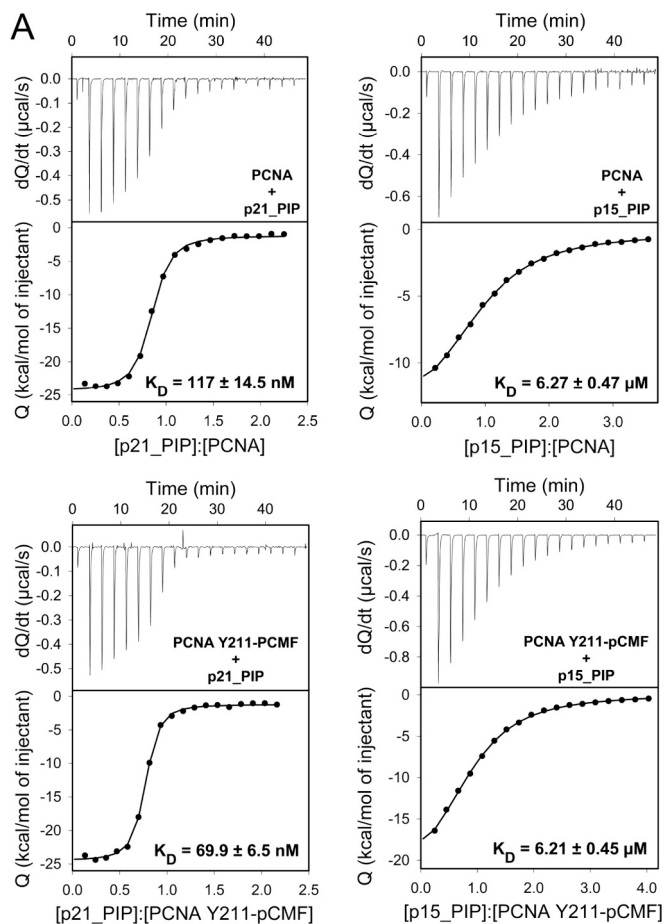 A
Time (min)
0 10 20 30 40
0.0
-0.1
-0.2
-0.3
-0.4
-0.5
dQ/dt (µcal/s)
PCNA
+
p21_PIP
0
-5
-10
-15
-20
-25
Q (kcal/mol of injectant)
K_D = 117 ± 14.5 nM
0.0 0.5 1.0 1.5 2.0 2.5
[p21_PIP]:[PCNA]
Time (min)
0 10 20 30 40
0.0
-0.2
-0.4
-0.6
dQ/dt (µcal/s)
PCNA
+
p15_PIP
0
-5
-10
Q (kcal/mol of injectant)
K_D = 6.27 ± 0.47 µM
0.0 1.0 2.0 3.0
[p15_PIP]:[PCNA]
Time (min)
0 10 20 30 40
0.0
-0.1
-0.2
-0.3
-0.4
-0.5
dQ/dt (µcal/s)
PCNA Y211-PCMF
+
p21_PIP
0
-5
-10
-15
-20
-25
Q (kcal/mol of injectant)
K_D = 69.9 ± 6.5 nM
0.0 0.5 1.0 1.5 2.0 2.5
[p21_PIP]:[PCNA Y211-pCMF]
Time (min)
0 10 20 30 40
0.0
-0.2
-0.4
-0.6
-0.8
dQ/dt (µcal/s)
PCNA Y211-pCMF
+
p15_PIP
0
-5
-10
-15
-20
Q (kcal/mol of injectant)
K_D = 6.21 ± 0.45 µM
0.0 1.0 2.0 3.0 4.0
[p15_PIP]:[PCNA Y211-pCMF]